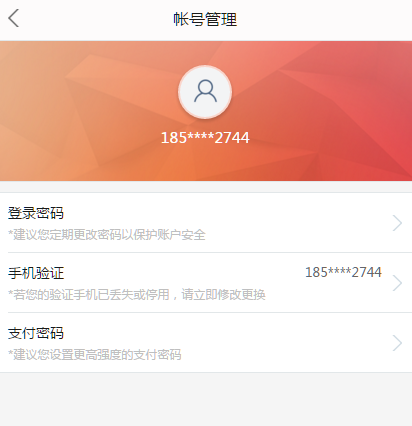 帐号管理
185****2744
登录密码
*建议您定期更改密码以保护账户安全
手机验证
185****2744
*若您的验证手机已丢失或停用，请立即修改更换
支付密码
*建议您设置更高强度的支付密码